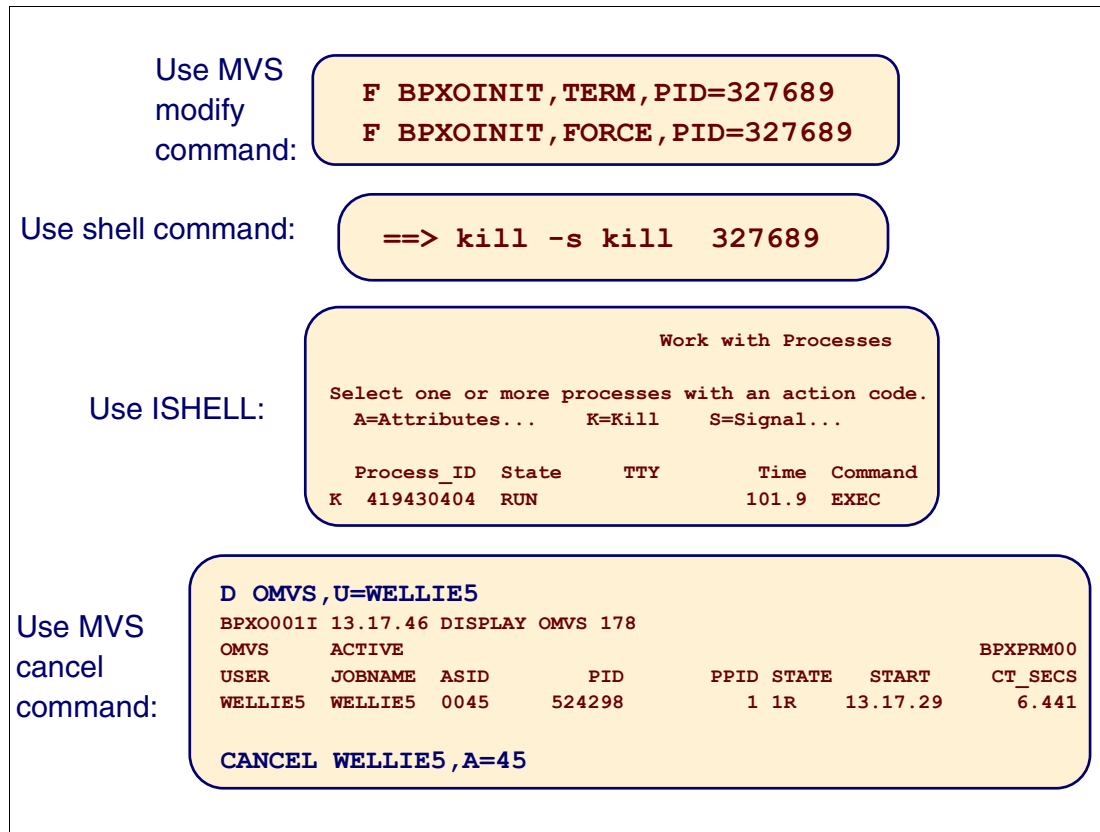 Use MVS
modify
command:
F BPXOINIT,TERM,PID=327689
F BPXOINIT,FORCE,PID=327689
Use shell command:
==> kill -s kill 327689
Use ISHELL:
Work with Processes
Select one or more processes with an action code.
A=Attributes... K=Kill S=Signal...
Process_ID State TTY Time Command
K 419430404 RUN 101.9 EXEC
Use MVS
cancel
command:
D OMVS,U=WELLIE5
BPXO001I 13.17.46 DISPLAY OMVS 178
OMVS ACTIVE BPXPRM00
USER JOBNAME ASID PID PPID STATE START CT_SECS
WELLIE5 WELLIE5 0045 524298 1 1R 13.17.29 6.441
CANCEL WELLIE5,A=45